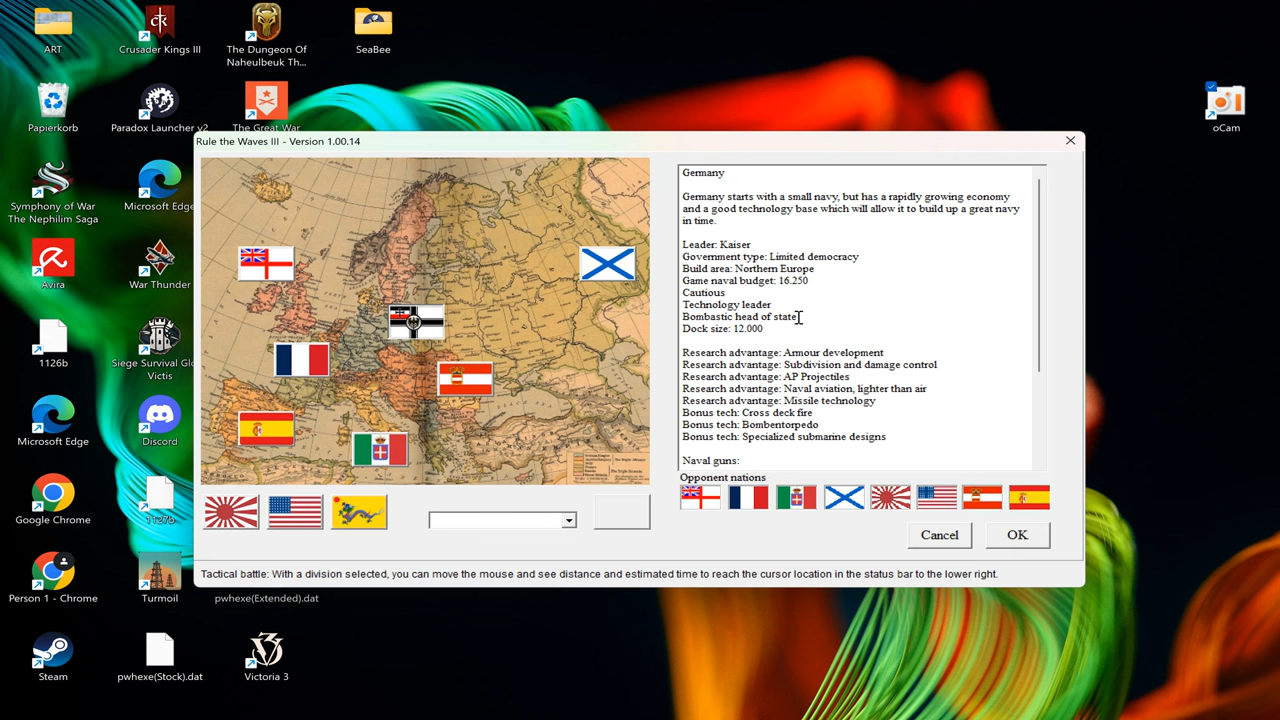 ART
Crusader Kings III
The Dungeon Of
Naheulbeuk Th...
SeaBee
Papierkorb
Paradox Launcher v2
The Great War
oCam
Rule the Waves III - Version 1.00.14
Symphony of War
The Nephilim Saga
Microsoft Edge
Avira
War Thunder
1126b
Siege Survival Glo
Victis
Microsoft Edge
Discord
Google Chrome
1127b
Person 1 - Chrome
Turmoil
pwhexe(Extended).dat
Steam
pwhexe(Stock).dat
Victoria 3
Germany
Germany starts with a small navy, but has a rapidly growing economy
and a good technology base which will allow it to build up a great navy
in time.
Leader: Kaiser
Government type: Limited democracy
Build area: Northern Europe
Game naval budget: 16.250
Cautious
Technology leader
Bombastic head of state
Dock size: 12.000
Research advantage: Armour development
Research advantage: Subdivision and damage control
Research advantage: AP Projectiles
Research advantage: Naval aviation, lighter than air
Research advantage: Missile technology
Bonus tech: Cross deck fire
Bonus tech: Bombentorpedo
Bonus tech: Specialized submarine designs
Naval guns:
Opponent nations
Cancel
OK
Tactical battle: With a division selected, you can move the mouse and see distance and estimated time to reach the cursor location in the status bar to the lower right.